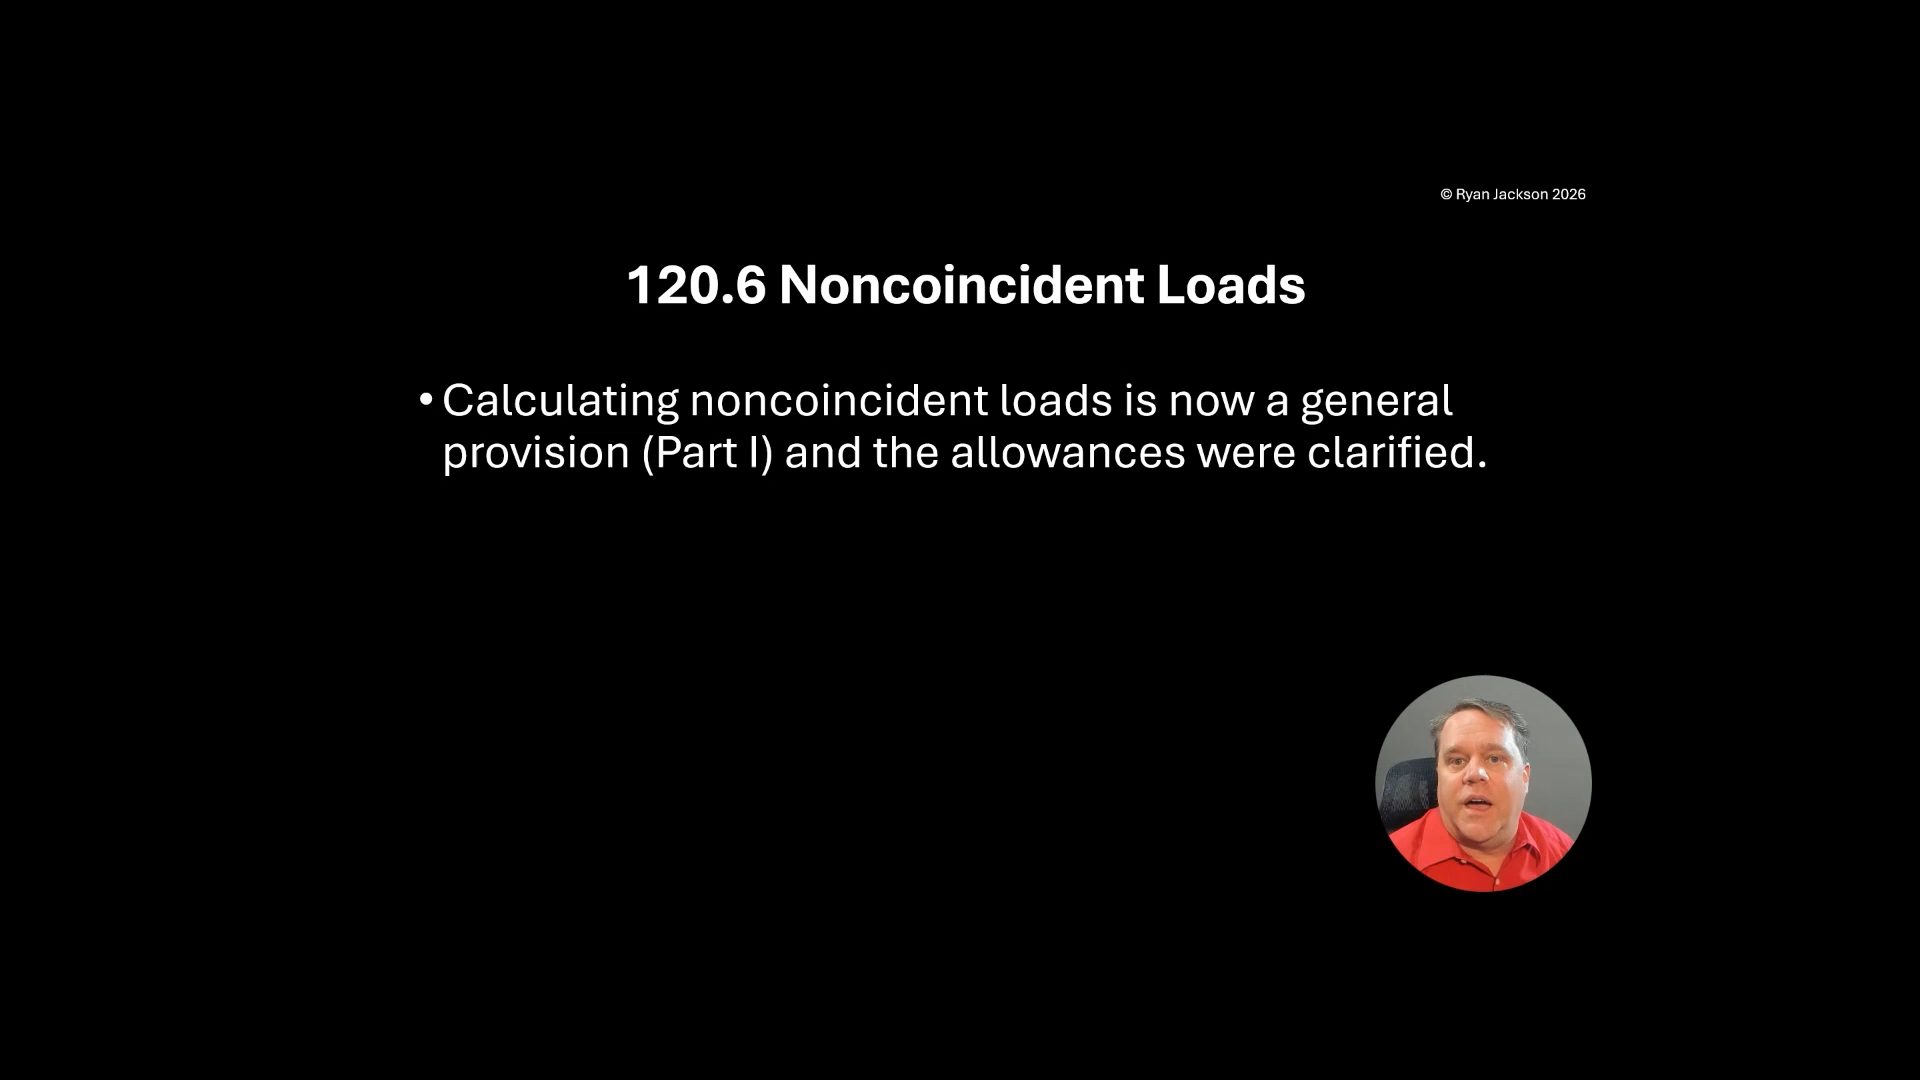 © Ryan Jackson 2026
120.6 Noncoincident Loads
• Calculating noncoincident loads is now a general
provision (Part I) and the allowances were clarified.